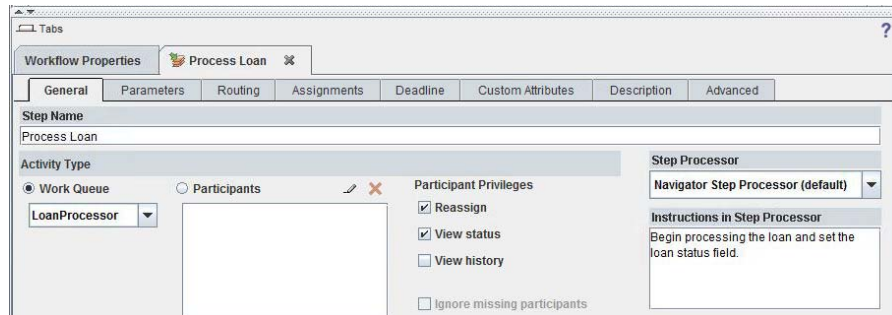 Tabs
?
Workflow Properties Process Loan
General Parameters Routing Assignments Deadline Custom Attributes Description Advanced
Step Name
Process Loan
Activity Type
Work Queue
LoanProcessor
Participants
Participant Privileges
Reassign
View status
View history
Ignore missing participants
Step Processor
Navigator Step Processor (default)
Instructions in Step Processor
Begin processing the loan and set the
loan status field.